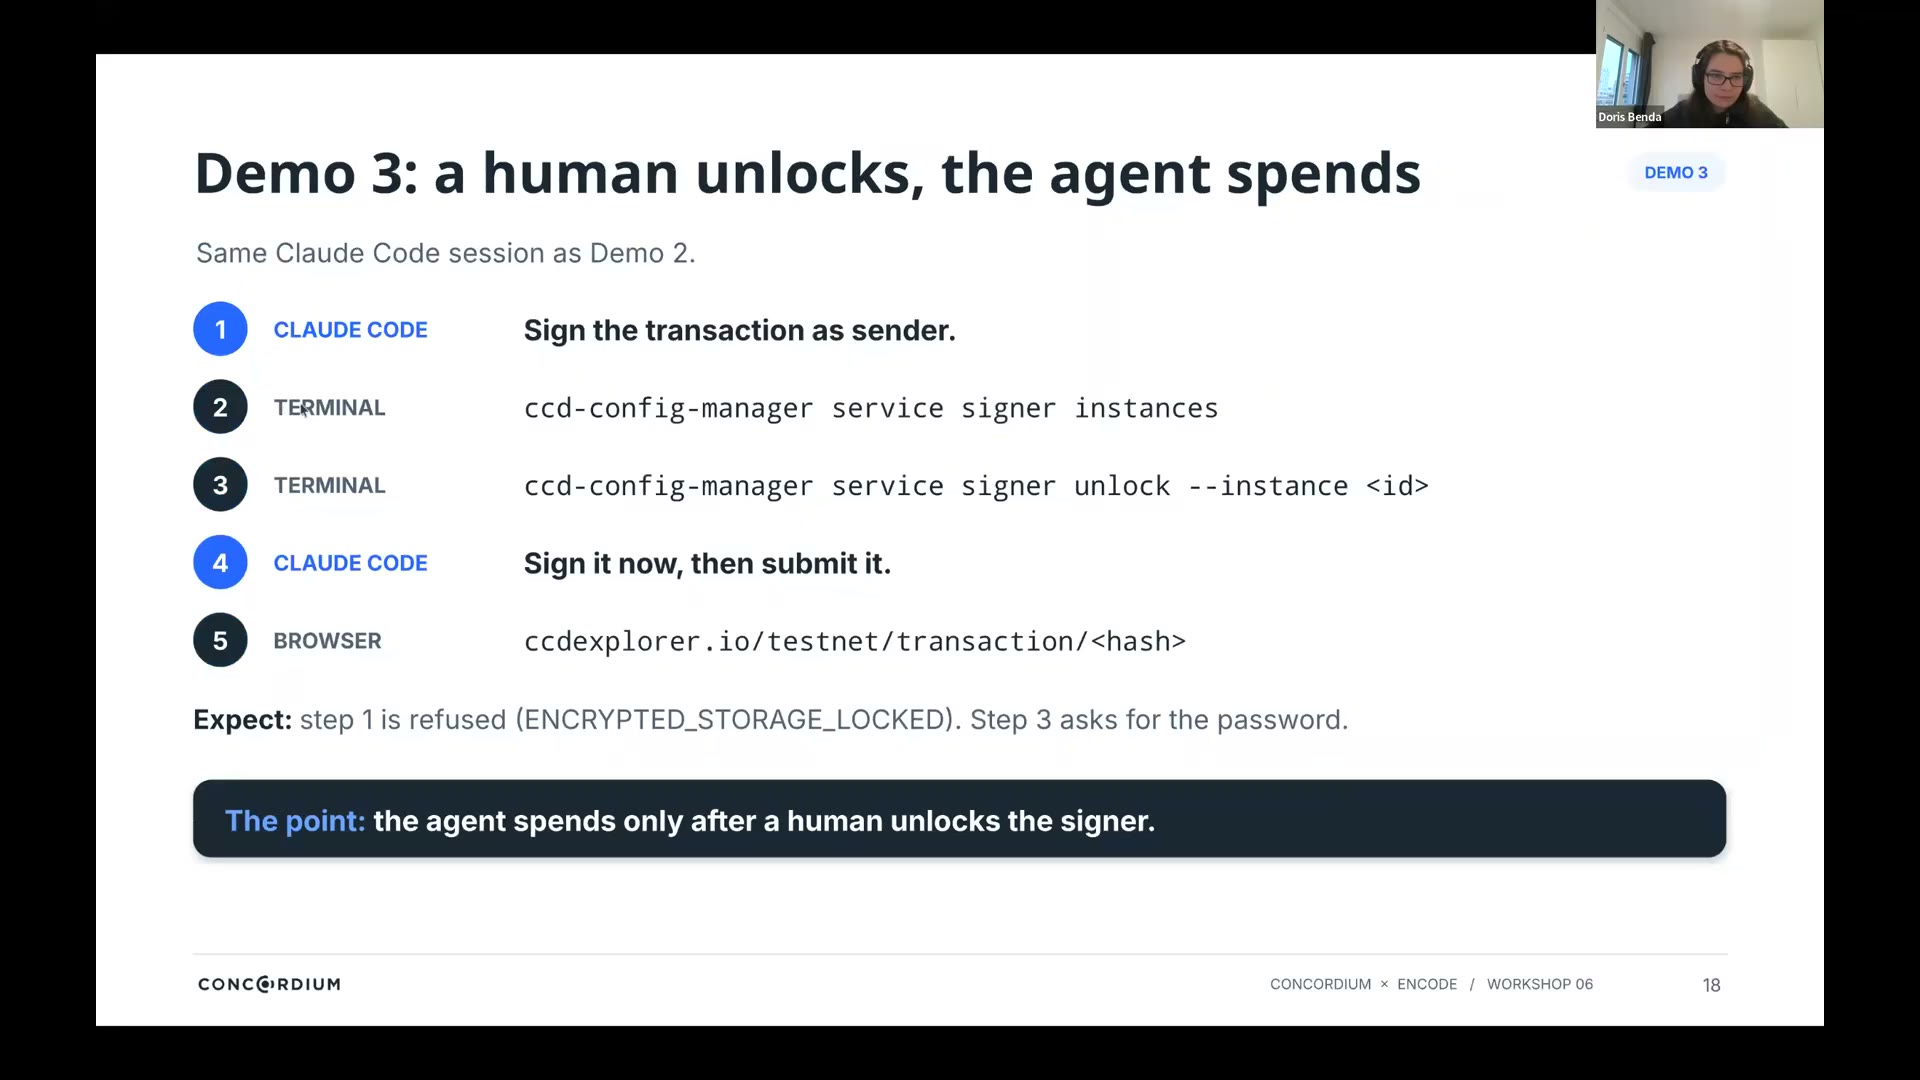 Doris Benda
Demo 3: a human unlocks, the agent spends
DEMO 3
Same Claude Code session as Demo 2.
1 CLAUDE CODE Sign the transaction as sender.
2 TERMINAL ccd-config-manager service signer instances
3 TERMINAL ccd-config-manager service signer unlock --instance <id>
4 CLAUDE CODE Sign it now, then submit it.
5 BROWSER ccdexplorer.io/testnet/transaction/<hash>
Expect: step 1 is refused (ENCRYPTED_STORAGE_LOCKED). Step 3 asks for the password.
The point: the agent spends only after a human unlocks the signer.
CONCORDIUM
CONCORDIUM × ENCODE / WORKSHOP 06
18